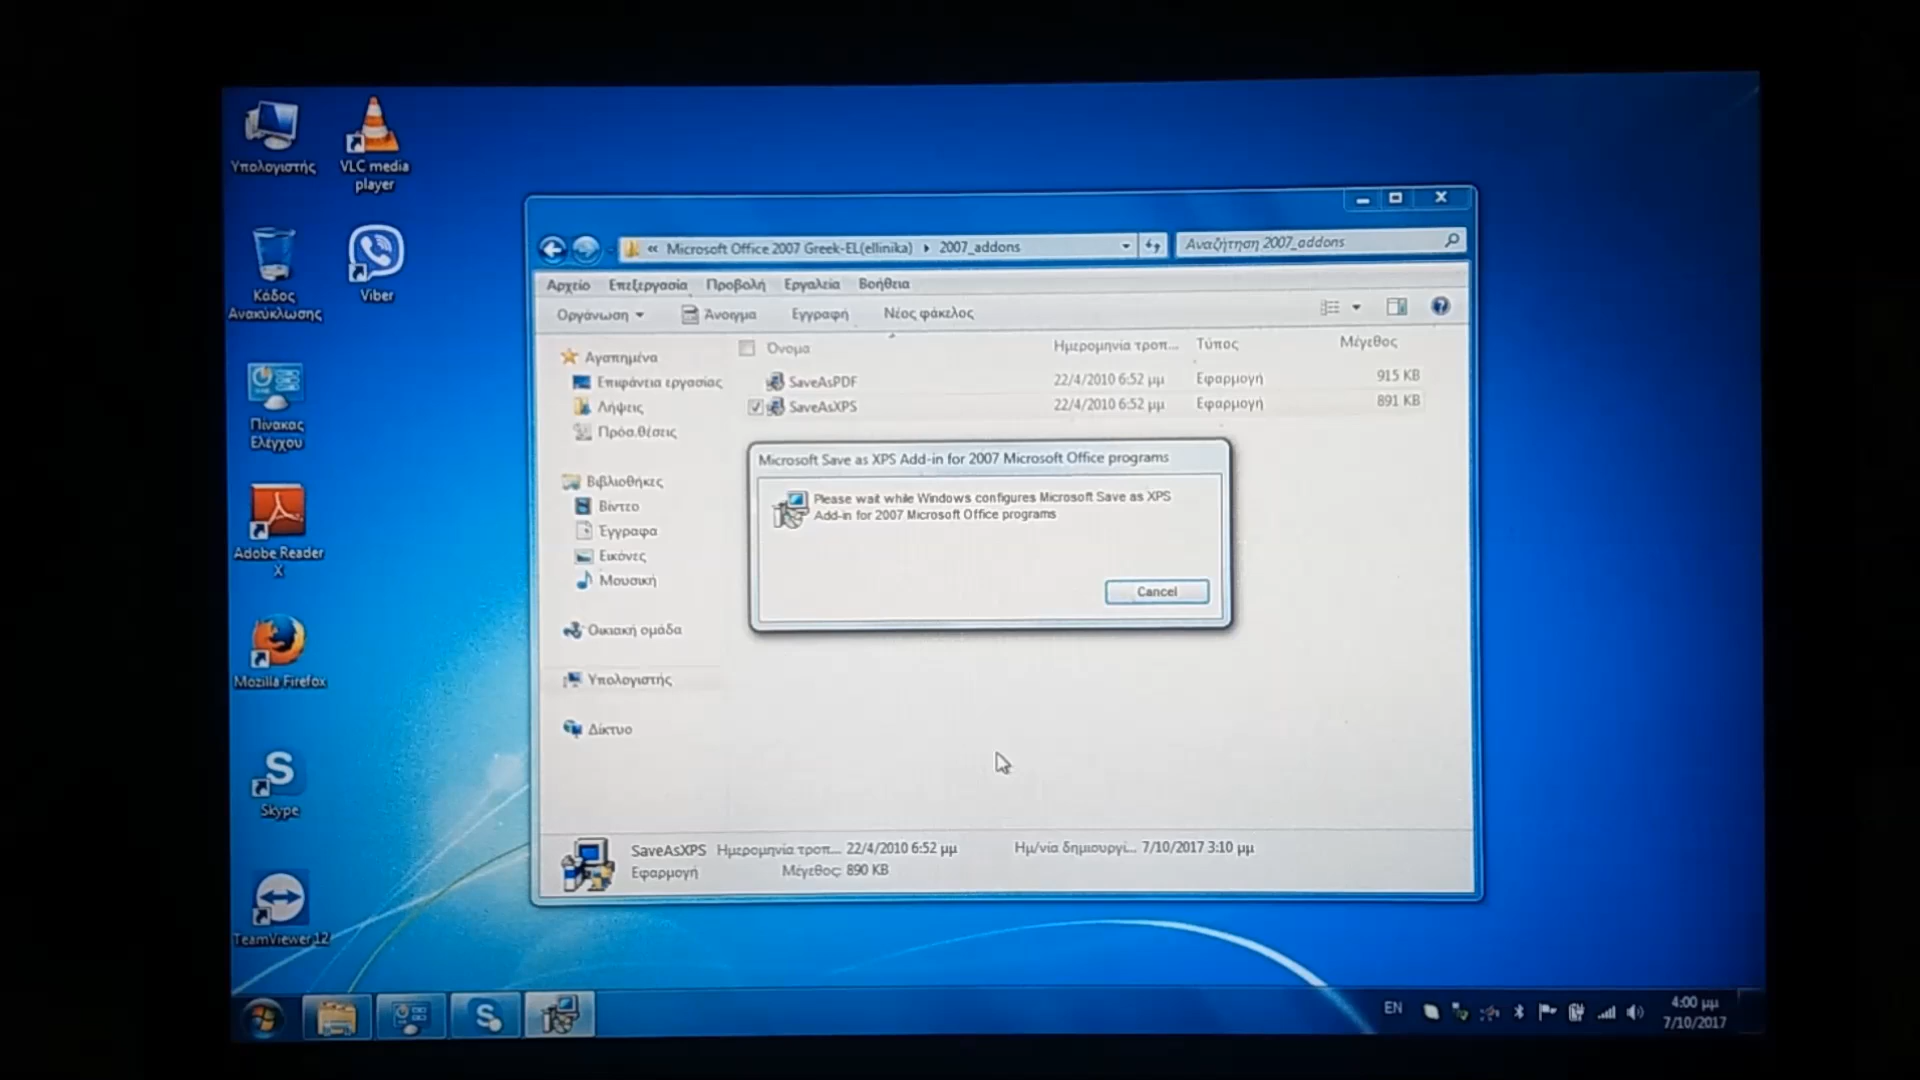 Υπολογιστής
VLC media
player
Κάδος
Ανακύκλωσης
Viber
Πίνακας
Ελέγχου
Adobe Reader
X
Mozilla Firefox
Skype
TeamViewer 12
« Microsoft Office 2007 Greek-EL(ellinika) ▸ 2007_addons
Αναζήτηση 2007_addons
Αρχείο Επεξεργασία Προβολή Εργαλεία Βοήθεια
Οργάνωση Άνοιγμα Εγγραφή Νέος φάκελος
Όνομα Ημερομηνία τροπ... Τύπος Μέγεθος
SaveAsPDF 22/4/2010 6:52 μμ Εφαρμογή 915 KB
SaveAsXPS 22/4/2010 6:52 μμ Εφαρμογή 891 KB
Αγαπημένα
Επιφάνεια εργασίας
Λήψεις
Πρόσ.θέσεις
Βιβλιοθήκες
Βίντεο
Έγγραφα
Εικόνες
Μουσική
Οικιακή ομάδα
Υπολογιστής
Δίκτυο
Microsoft Save as XPS Add-in for 2007 Microsoft Office programs
Please wait while Windows configures Microsoft Save as XPS
Add-in for 2007 Microsoft Office programs
Cancel
SaveAsXPS Ημερομηνία τροπ... 22/4/2010 6:52 μμ Ημ/νία δημιουργί... 7/10/2017 3:10 μμ
Εφαρμογή Μέγεθος: 890 KB
EN
4:00 μμ
7/10/2017